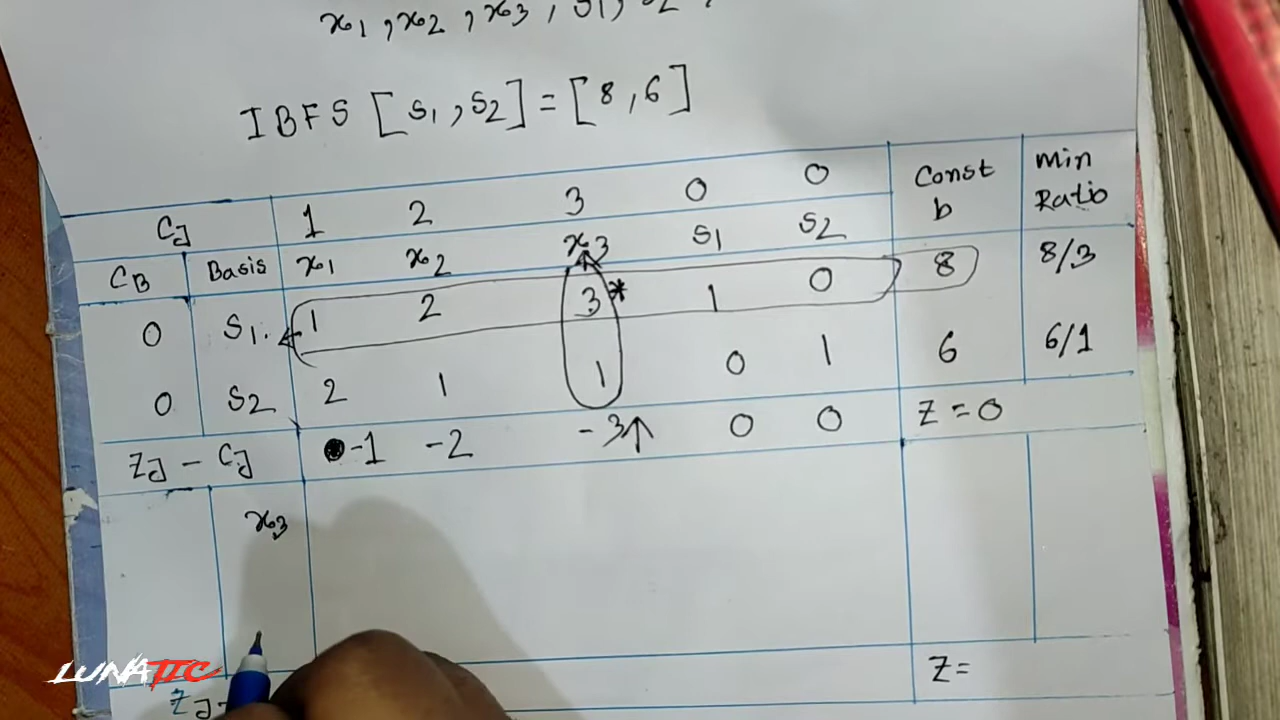 x1 , x2 , x3 , S1, S2
IBFS [S1 , S2] = [8 , 6]
CJ 1 2 3 0 0 Const b Min Ratio
CB Basis x1 x2 x3 S1 S2
0 S1. 1 2 3* 1 0 8 8/3
0 S2 2 1 1 0 1 6 6/1
ZJ - CJ -1 -2 -3↑ 0 0 Z = 0
x3
Z =
ZJ -
LUNATIC